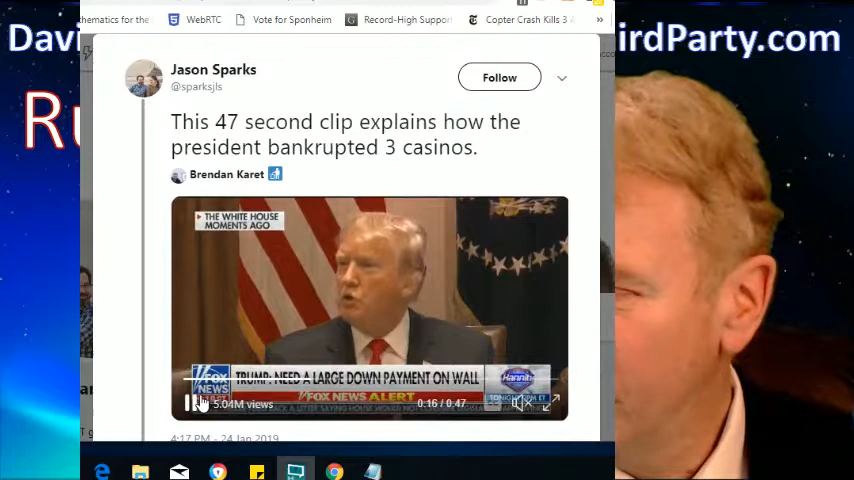 thematics for the
WebRTC
Vote for Sponheim
Record-High Suppor
Copter Crash Kills 3
»
Davi
irdParty.com
Ru
Jason Sparks
@sparksjls
Follow
This 47 second clip explains how the
president bankrupted 3 casinos.
Brendan Karet
THE WHITE HOUSE
MOMENTS AGO
TRUMP: NEED A LARGE DOWN PAYMENT ON WALL
FOX
NEWS
Hannity
FOX NEWS ALERT
5.04M views
0:16 / 0:47
4:17 PM - 24 Jan 2019